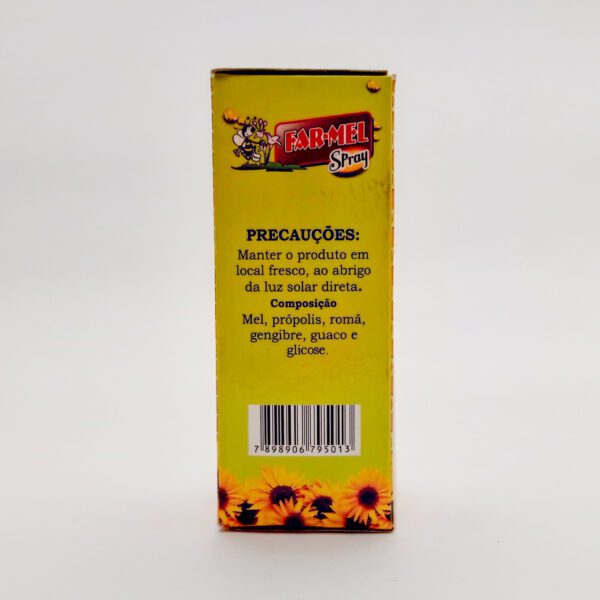 FAR-MEL
Spray
PRECAUÇÕES:
Manter o produto em
local fresco, ao abrigo
da luz solar direta.
Composição
Mel, própolis, romã,
gengibre, guaco e
glicose.
7 898906 795013